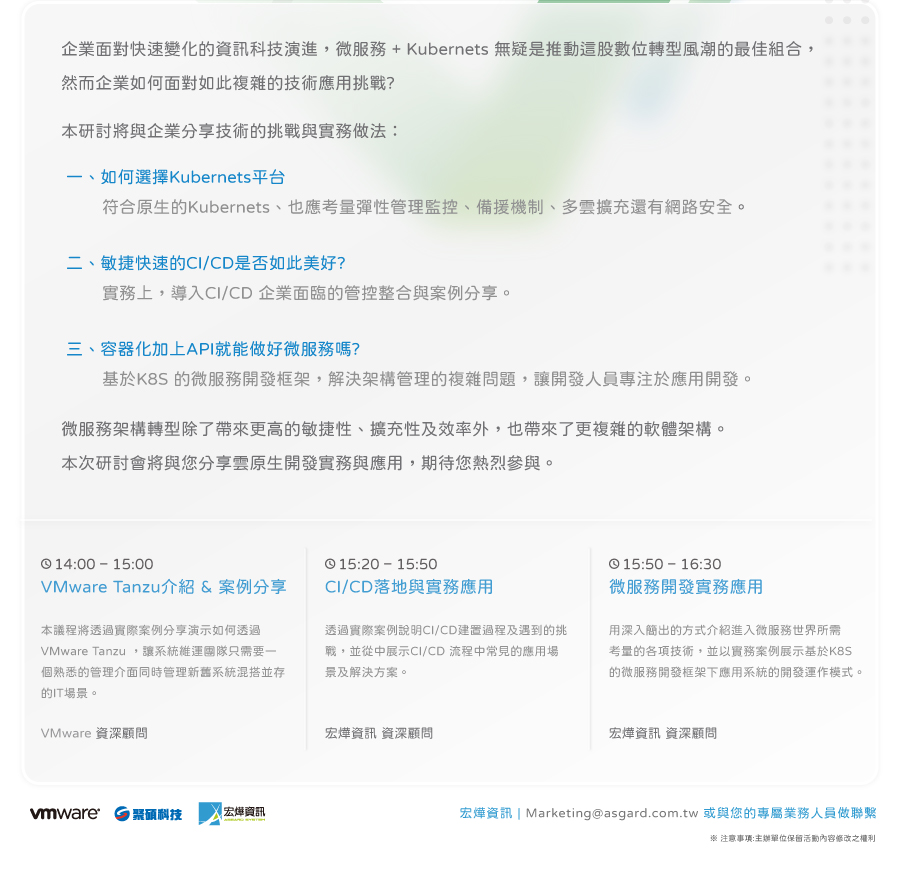 企業面對快速變化的資訊科技演進，微服務 + Kubernets 無疑是推動這股數位轉型風潮的最佳組合，
然而企業如何面對如此複雜的技術應用挑戰?
本研討將與企業分享技術的挑戰與實務做法：
一、如何選擇Kubernets平台
符合原生的Kubernets、也應考量彈性管理監控、備援機制、多雲擴充還有網路安全。
二、敏捷快速的CI/CD是否如此美好?
實務上，導入CI/CD 企業面臨的管控整合與案例分享。
三、容器化加上API就能做好微服務嗎?
基於K8S 的微服務開發框架，解決架構管理的複雜問題，讓開發人員專注於應用開發。
微服務架構轉型除了帶來更高的敏捷性、擴充性及效率外，也帶來了更複雜的軟體架構。
本次研討會將與您分享雲原生開發實務與應用，期待您熱烈參與。
14:00 – 15:00
VMware Tanzu介紹 & 案例分享
本議程將透過實際案例分享演示如何透過
VMware Tanzu ，讓系統維運團隊只需要一
個熟悉的管理介面同時管理新舊系統混搭並存
的IT場景。
VMware 資深顧問
15:20 – 15:50
CI/CD落地與實務應用
透過實際案例說明CI/CD建置過程及遇到的挑
戰，並從中展示CI/CD 流程中常見的應用場
景及解決方案。
宏燁資訊 資深顧問
15:50 – 16:30
微服務開發實務應用
用深入簡出的方式介紹進入微服務世界所需
考量的各項技術，並以實務案例展示基於K8S
的微服務開發框架下應用系統的開發運作模式。
宏燁資訊 資深顧問
vmware 聚碩科技 宏燁資訊
ASGARD SYSTEM
宏燁資訊 | Marketing@asgard.com.tw 或與您的專屬業務人員做聯繫
※ 注意事項:主辦單位保留活動內容修改之權利